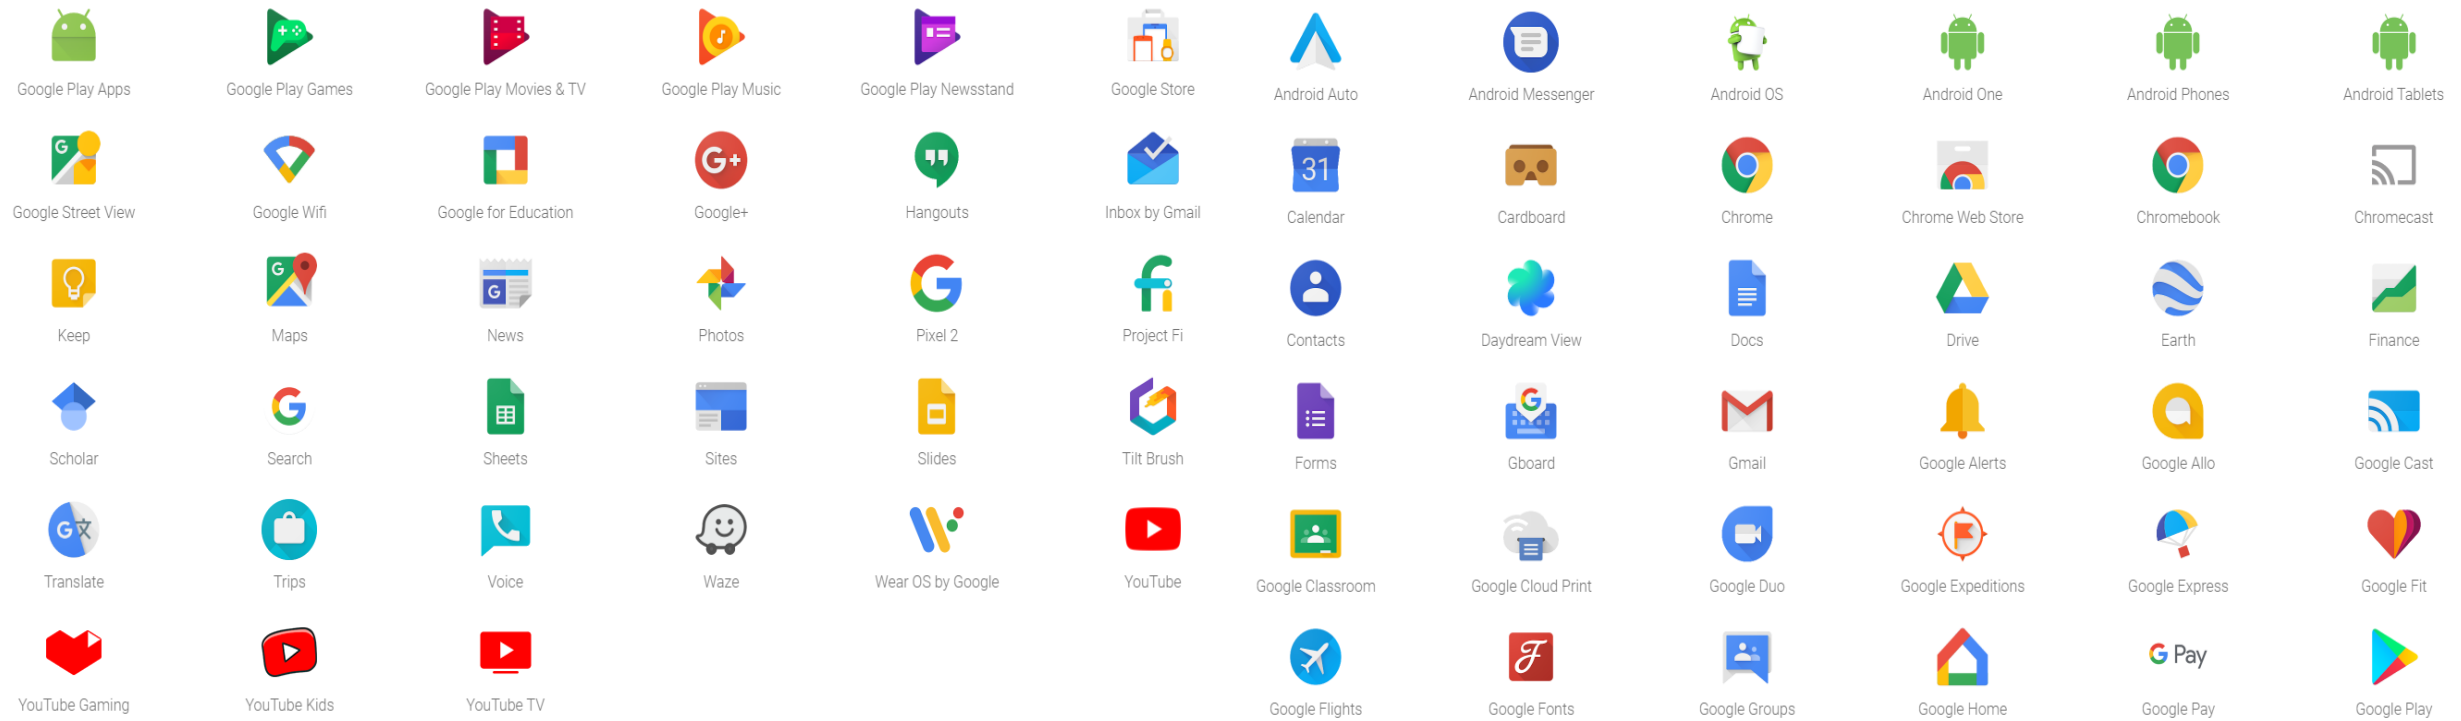 Google Play Apps
Google Play Games
Google Play Movies & TV
Google Play Music
Google Play Newsstand
Google Store
Android Auto
Android Messenger
Android OS
Android One
Android Phones
Android Tablets
G
G+
31
Google Street View
Google Wifi
Google for Education
Google+
Hangouts
Inbox by Gmail
Calendar
Cardboard
Chrome
Chrome Web Store
Chromebook
Chromecast
G
G
G
fi
Keep
Maps
News
Photos
Pixel 2
Project Fi
Contacts
Daydream View
Docs
Drive
Earth
Finance
G
G
M
Scholar
Search
Sheets
Sites
Slides
Tilt Brush
Forms
Gboard
Gmail
Google Alerts
Google Allo
Google Cast
G文
Translate
Trips
Voice
Waze
Wear OS by Google
YouTube
Google Classroom
Google Cloud Print
Google Duo
Google Expeditions
Google Express
Google Fit
F
G Pay
YouTube Gaming
YouTube Kids
YouTube TV
Google Flights
Google Fonts
Google Groups
Google Home
Google Pay
Google Play